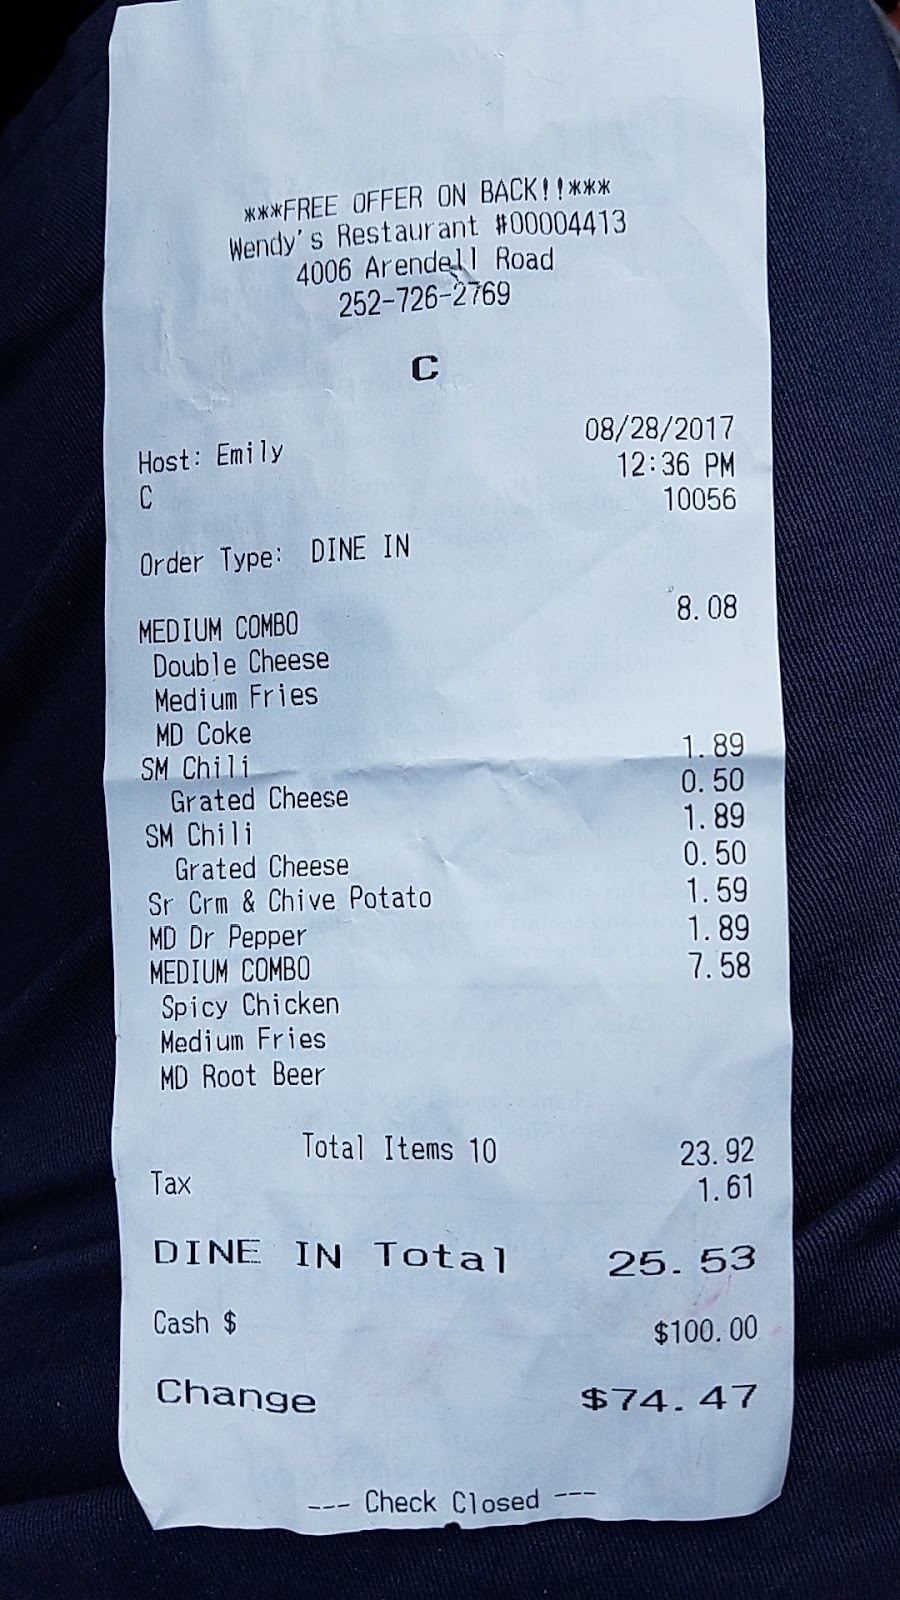 ***FREE OFFER ON BACK!!***
Wendy's Restaurant #00004413
4006 Arendell Road
252-726-2769
C
Host: Emily 08/28/2017
12:36 PM
C 10056
Order Type: DINE IN
MEDIUM COMBO 8.08
Double Cheese
Medium Fries
MD Coke
SM Chili 1.89
Grated Cheese 0.50
SM Chili 1.89
Grated Cheese 0.50
Sr Crm & Chive Potato 1.59
MD Dr Pepper 1.89
MEDIUM COMBO 7.58
Spicy Chicken
Medium Fries
MD Root Beer
Total Items 10 23.92
Tax 1.61
DINE IN Total 25.53
Cash $ $100.00
Change $74.47
--- Check Closed ---